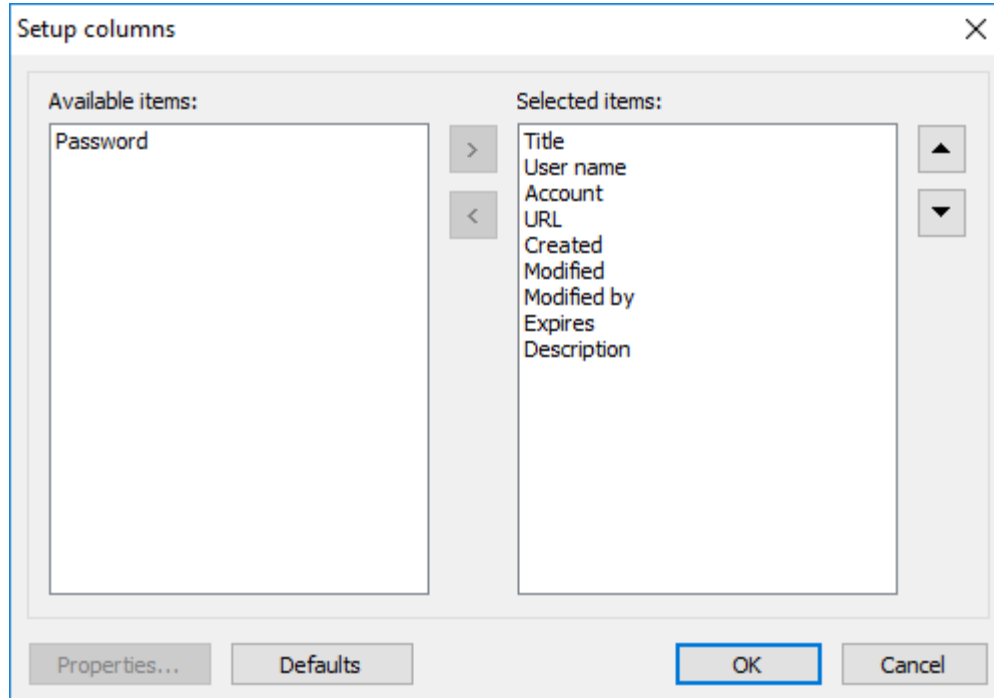 Setup columns
Available items:
Password
>
<
Selected items:
Title
User name
Account
URL
Created
Modified
Modified by
Expires
Description
Properties...
Defaults
OK
Cancel